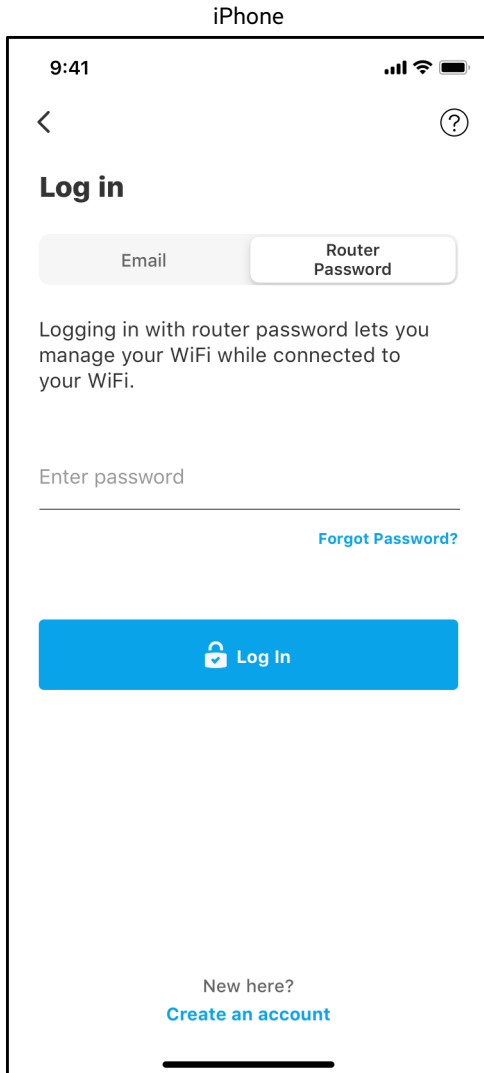 iPhone
9:41
?
Log in
Email
Router
Password
Logging in with router password lets you
manage your WiFi while connected to
your WiFi.
Enter password
Forgot Password?
Log In
New here?
Create an account